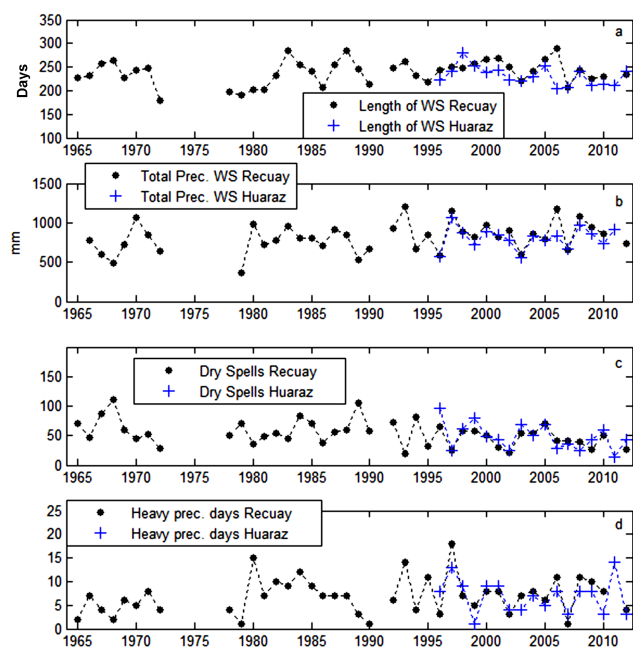 350
300
250
200
150
100
Days
a
Length of WS Recuay
Length of WS Huaraz
1965 1970 1975 1980 1985 1990 1995 2000 2005 2010
1500
1000
500
0
mm
b
Total Prec. WS Recuay
Total Prec. WS Huaraz
1965 1970 1975 1980 1985 1990 1995 2000 2005 2010
150
100
50
0
mm
c
Dry Spells Recuay
Dry Spells Huaraz
1965 1970 1975 1980 1985 1990 1995 2000 2005 2010
25
20
15
10
5
0
d
Heavy prec. days Recuay
Heavy prec. days Huaraz
1965 1970 1975 1980 1985 1990 1995 2000 2005 2010